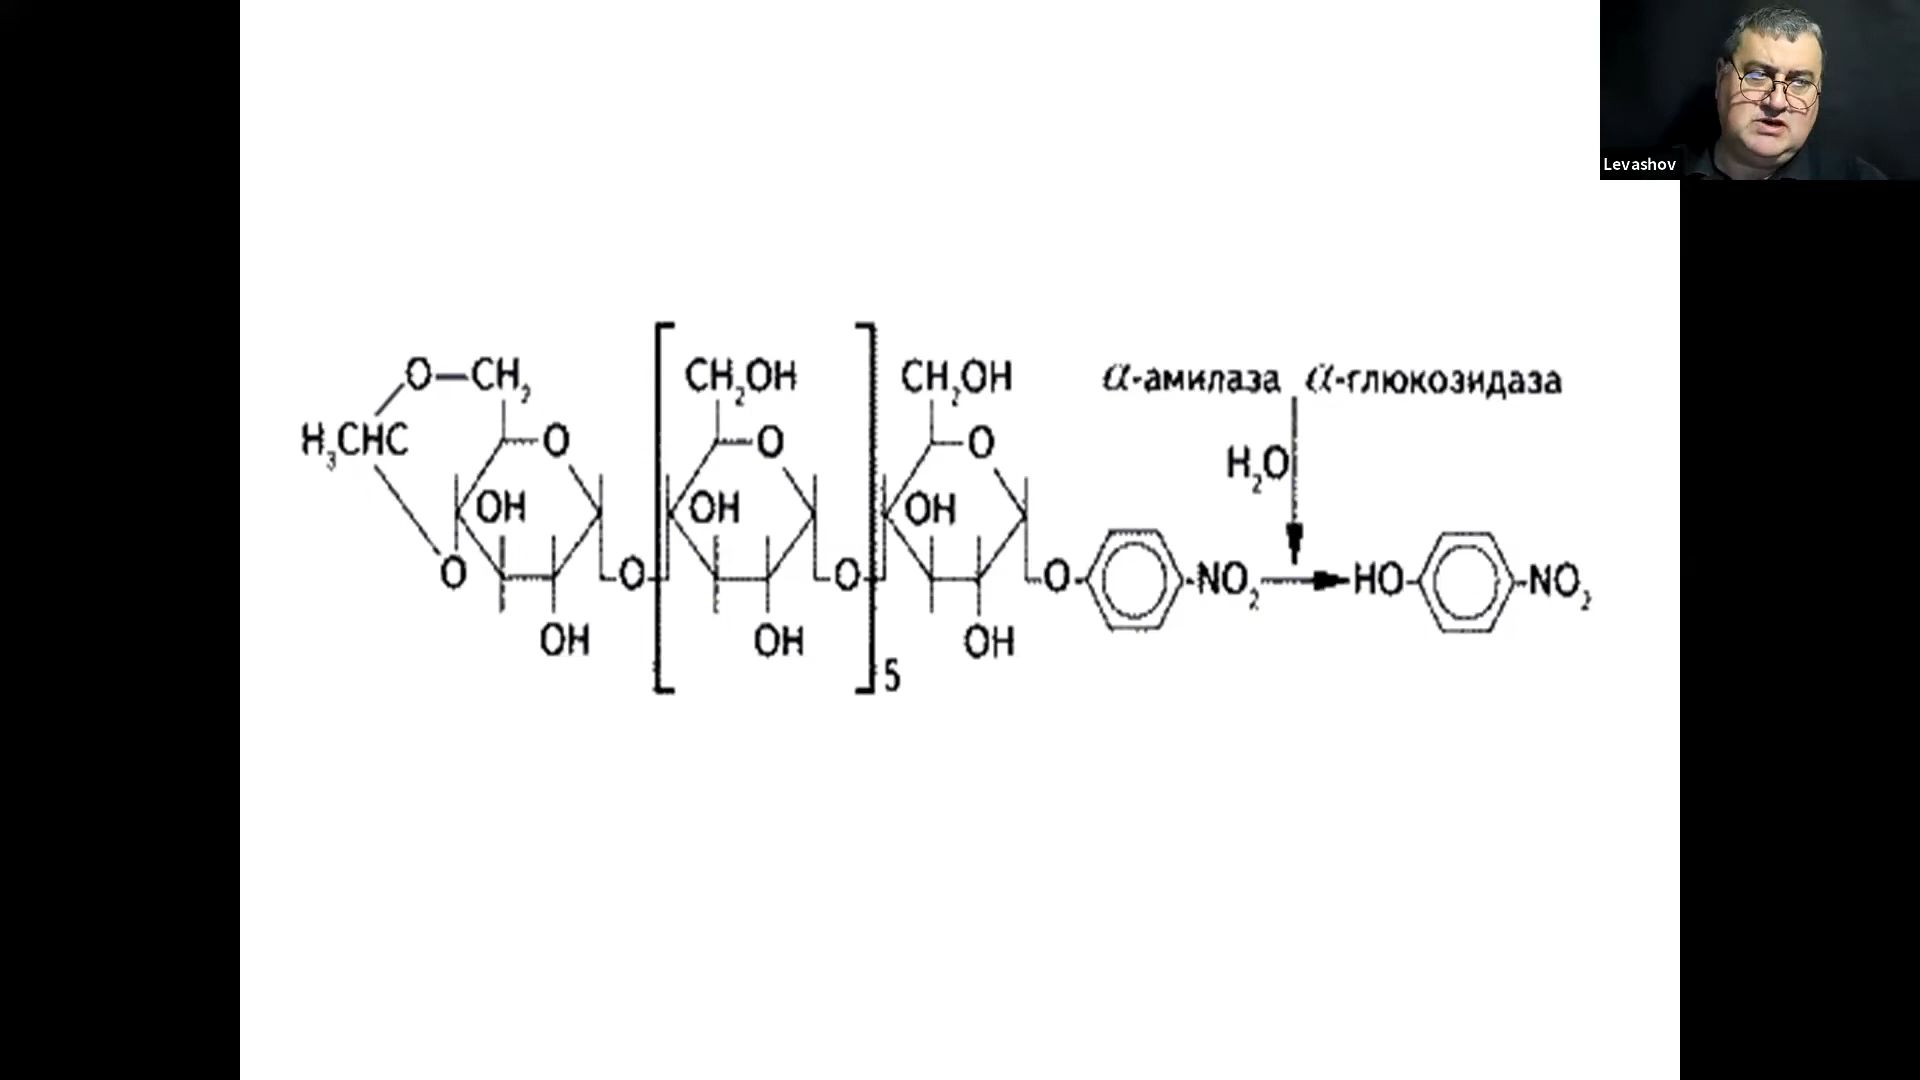 Levashov
O—CH₂ CH₂OH CH₂OH α-амилаза α-глюкозидаза
H₃CHC O O O H₂O
OH OH OH
O O O O NO₂ HO NO₂
OH OH OH
5